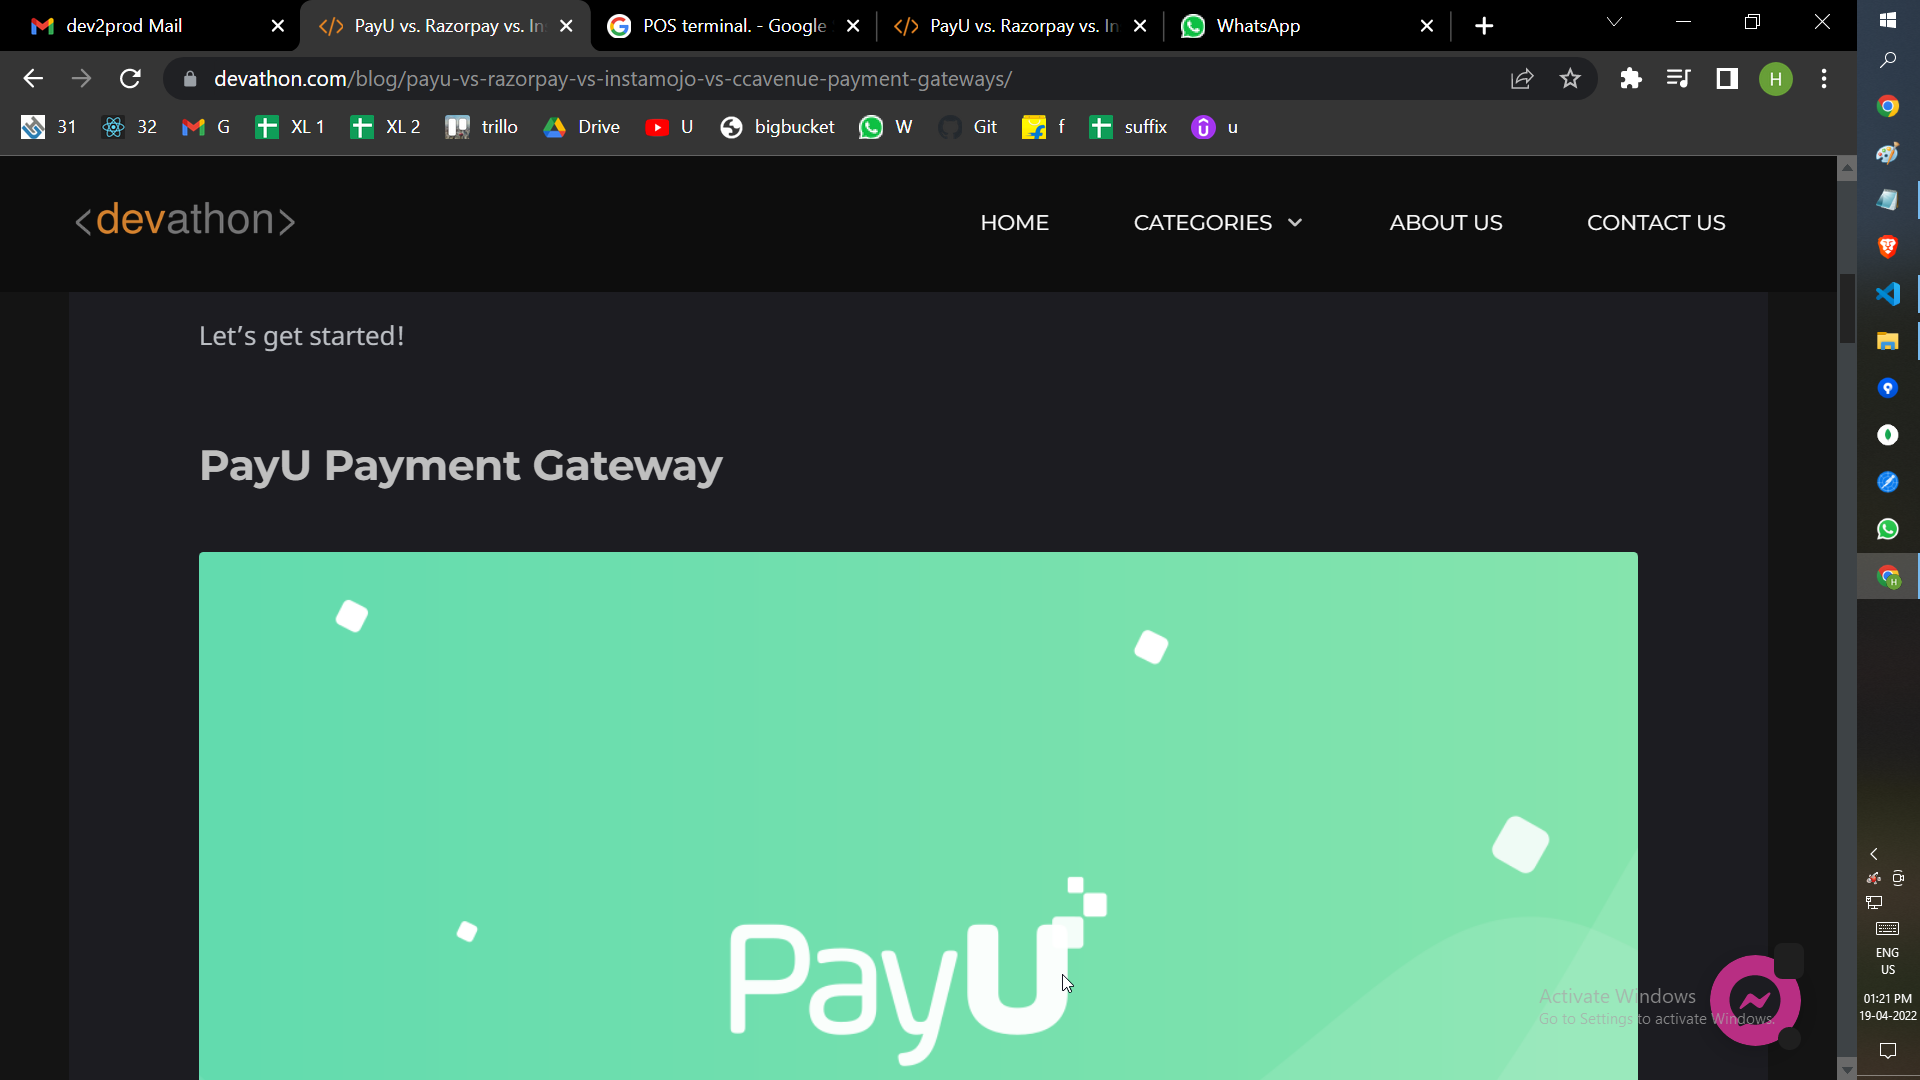 dev2prod Mail
PayU vs. Razorpay vs. In
POS terminal. - Google
PayU vs. Razorpay vs. In
WhatsApp
devathon.com/blog/payu-vs-razorpay-vs-instamojo-vs-ccavenue-payment-gateways/
H
31
32
G
XL 1
XL 2
trillo
Drive
U
bigbucket
W
Git
f
suffix
u
<devathon>
HOME
CATEGORIES
ABOUT US
CONTACT US
Let’s get started!
PayU Payment Gateway
PayU
Activate Windows
Go to Settings to activate Windows.
ENG
US
01:21 PM
19-04-2022